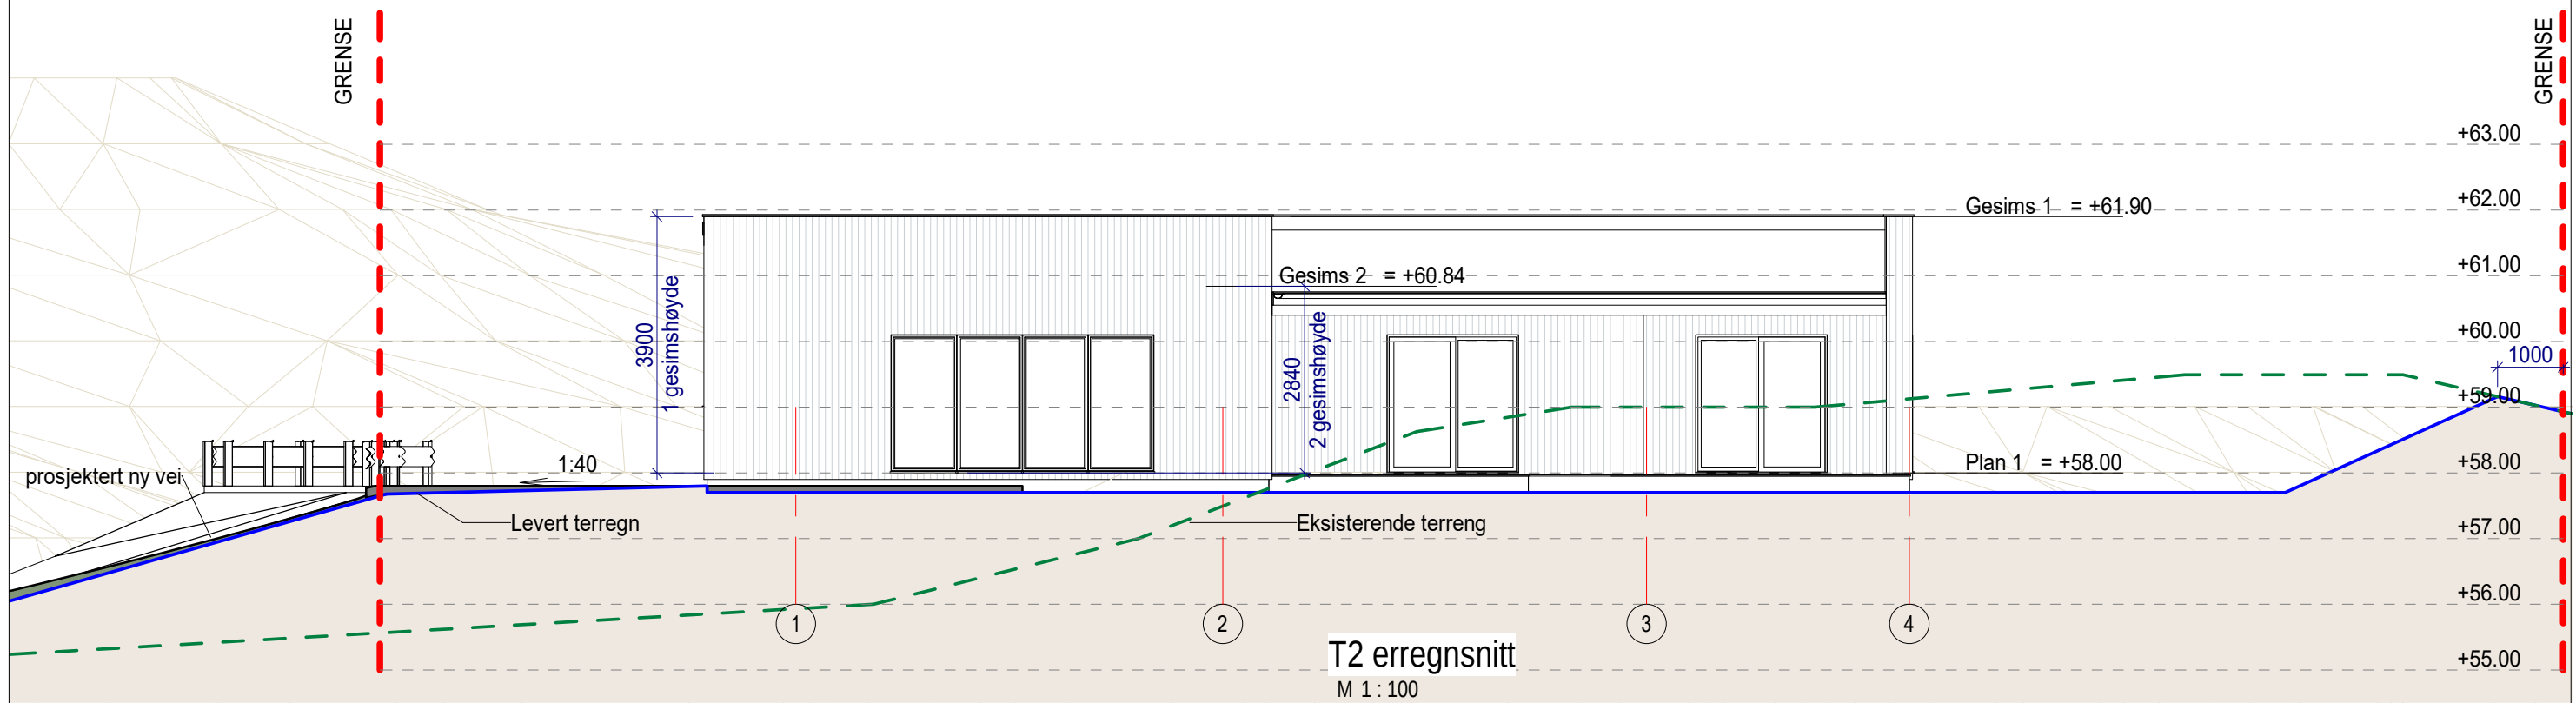 GRENSE
GRENSE
+63.00
+62.00
Gesims 1 = +61.90
+61.00
Gesims 2 = +60.84
+60.00
3900
1 gesimshøyde
2840
2 gesimshøyde
1000
+59.00
1:40
Plan 1 = +58.00
+58.00
prosjektert ny vei
Levert terregn
Eksisterende terreng
+57.00
+56.00
1
2
3
4
T2 erregnsnitt
+55.00
M 1 : 100